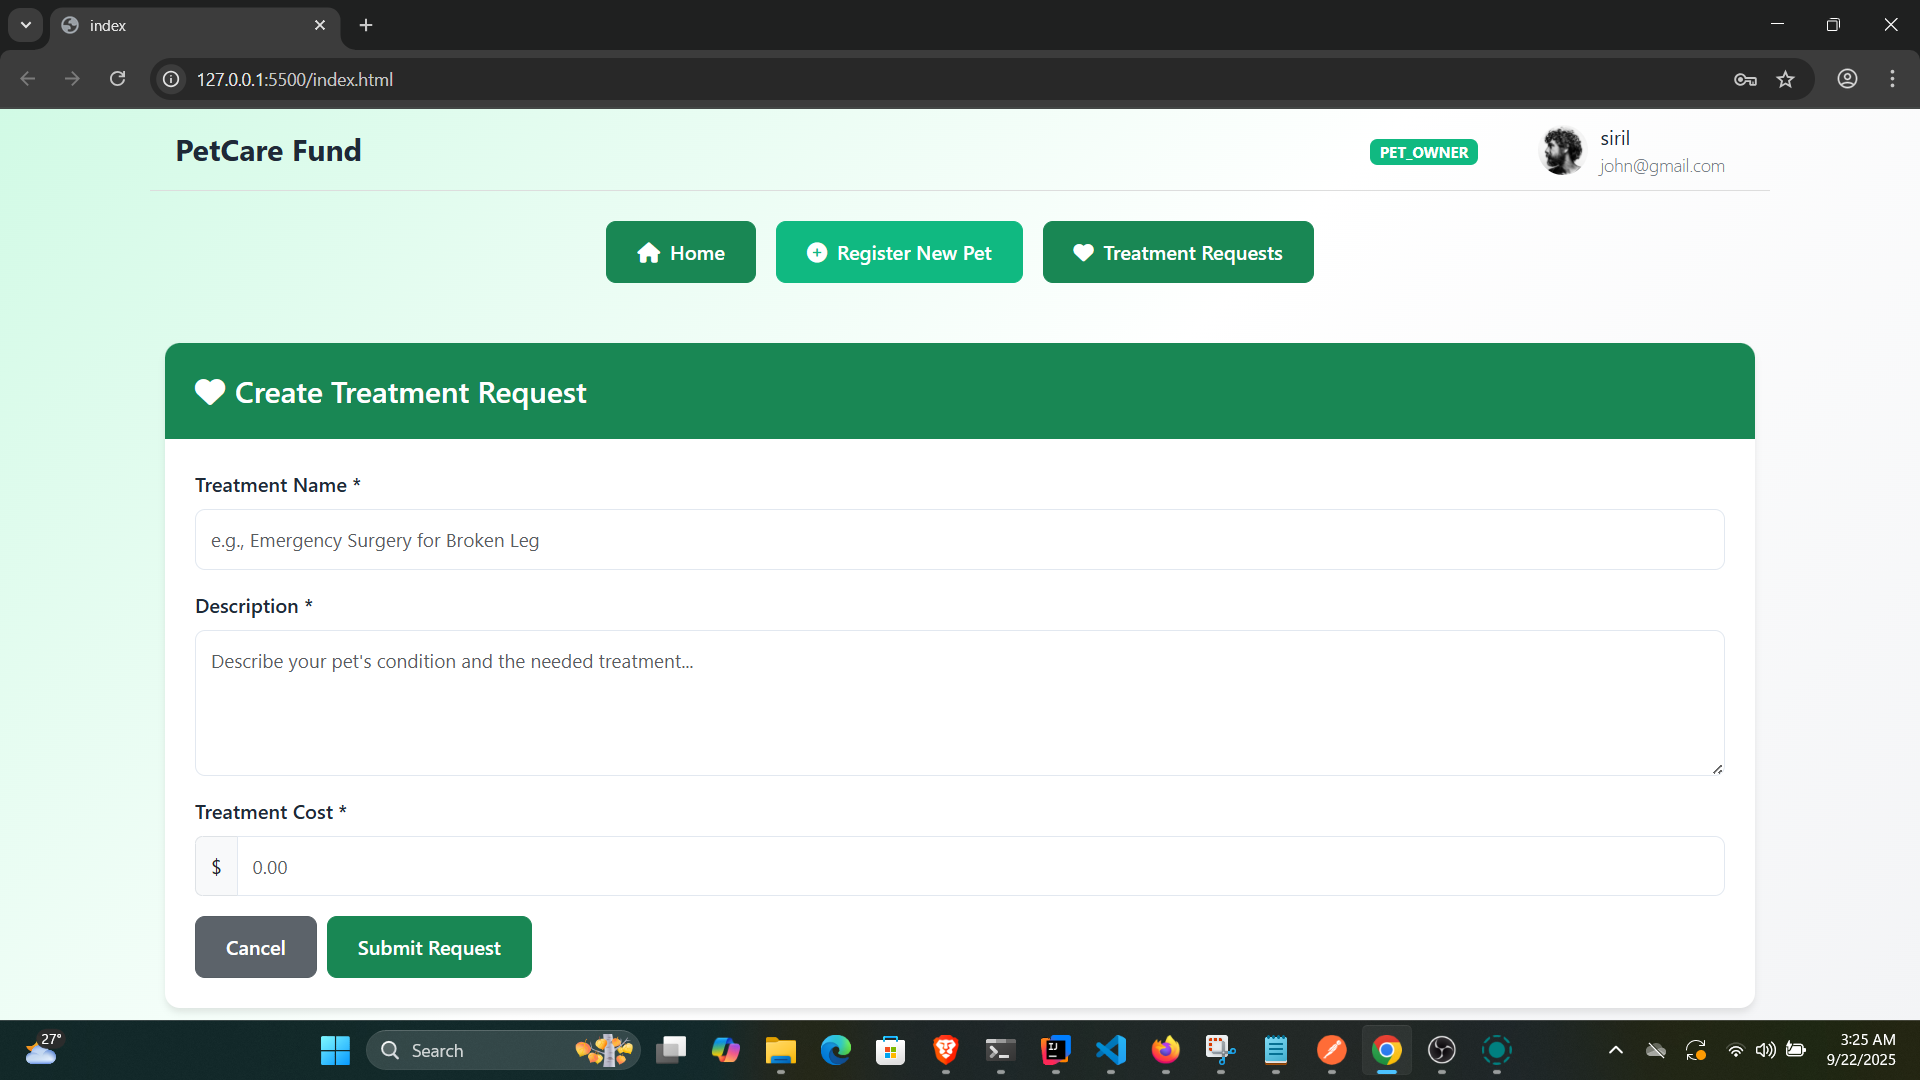 index
127.0.0.1:5500/index.html
PetCare Fund
PET_OWNER
siril
john@gmail.com
Home
Register New Pet
Treatment Requests
Create Treatment Request
Treatment Name *
e.g., Emergency Surgery for Broken Leg
Description *
Describe your pet's condition and the needed treatment...
Treatment Cost *
$ 0.00
Cancel
Submit Request
27°
Search
3:25 AM
9/22/2025